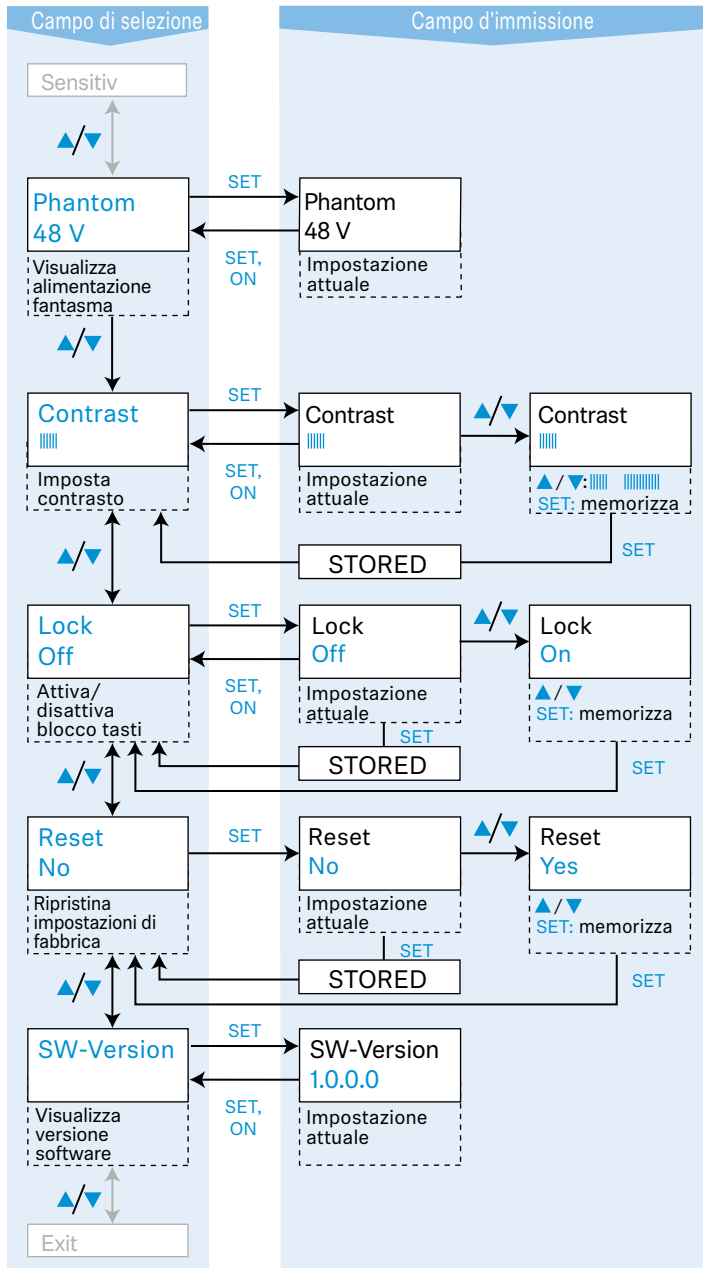 Campo di selezione
Campo d'immissione
Sensitiv
▲/▼
Phantom
48 V
SET
Phantom
48 V
SET,
ON
Visualizza
alimentazione
fantasma
Impostazione
attuale
▲/▼
Contrast
SET
Contrast
▲/▼
Contrast
SET,
ON
Imposta
contrasto
Impostazione
attuale
▲/▼:
SET: memorizza
SET
STORED
▲/▼
Lock
Off
SET
Lock
Off
▲/▼
Lock
On
SET,
ON
Attiva/
disattiva
blocco tasti
Impostazione
attuale
SET
STORED
▲/▼
SET: memorizza
SET
▲/▼
Reset
No
SET
Reset
No
▲/▼
Reset
Yes
Ripristina
impostazioni di
fabbrica
Impostazione
attuale
SET
STORED
▲/▼
SET: memorizza
SET
▲/▼
SW-Version
SET
SW-Version
1.0.0.0
SET,
ON
Visualizza
versione
software
Impostazione
attuale
▲/▼
Exit